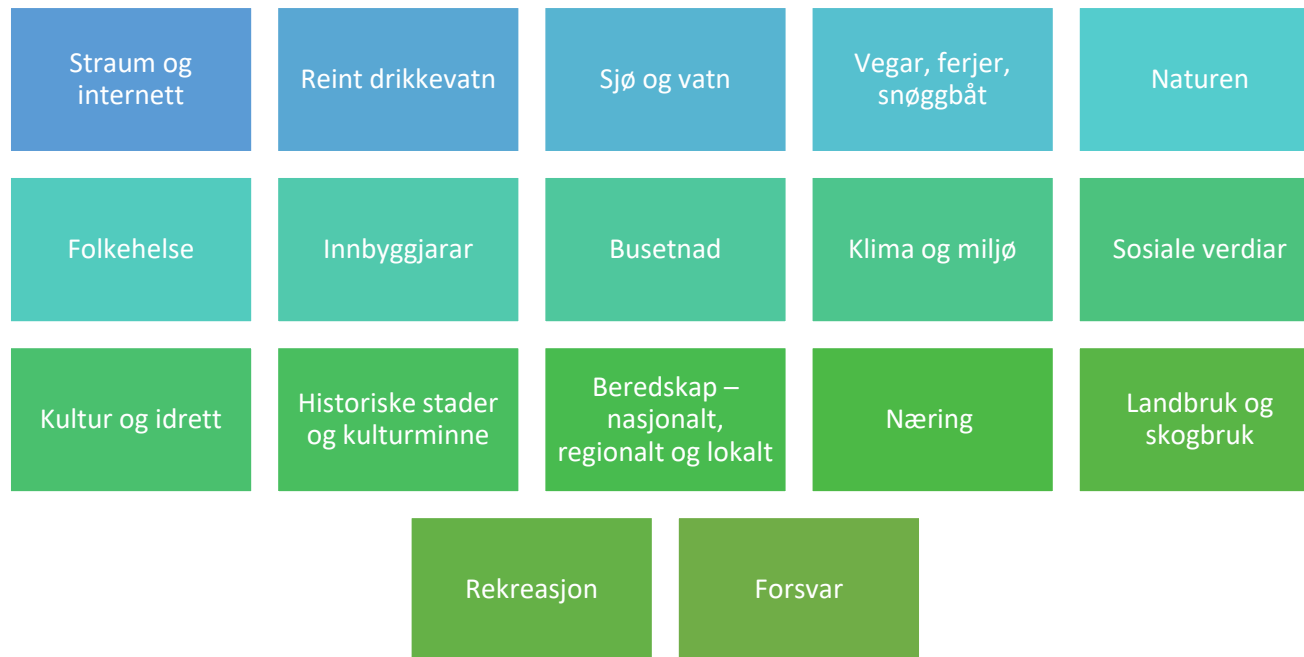 Straum og
internett
Reint drikkevatn
Sjø og vatn
Vegar, ferjer,
snøggbåt
Naturen
Folkehelse
Innbyggjarar
Busetnad
Klima og miljø
Sosiale verdiar
Kultur og idrett
Historiske stader
og kulturminne
Beredskap –
nasjonalt,
regionalt og lokalt
Næring
Landbruk og
skogbruk
Rekreasjon
Forsvar